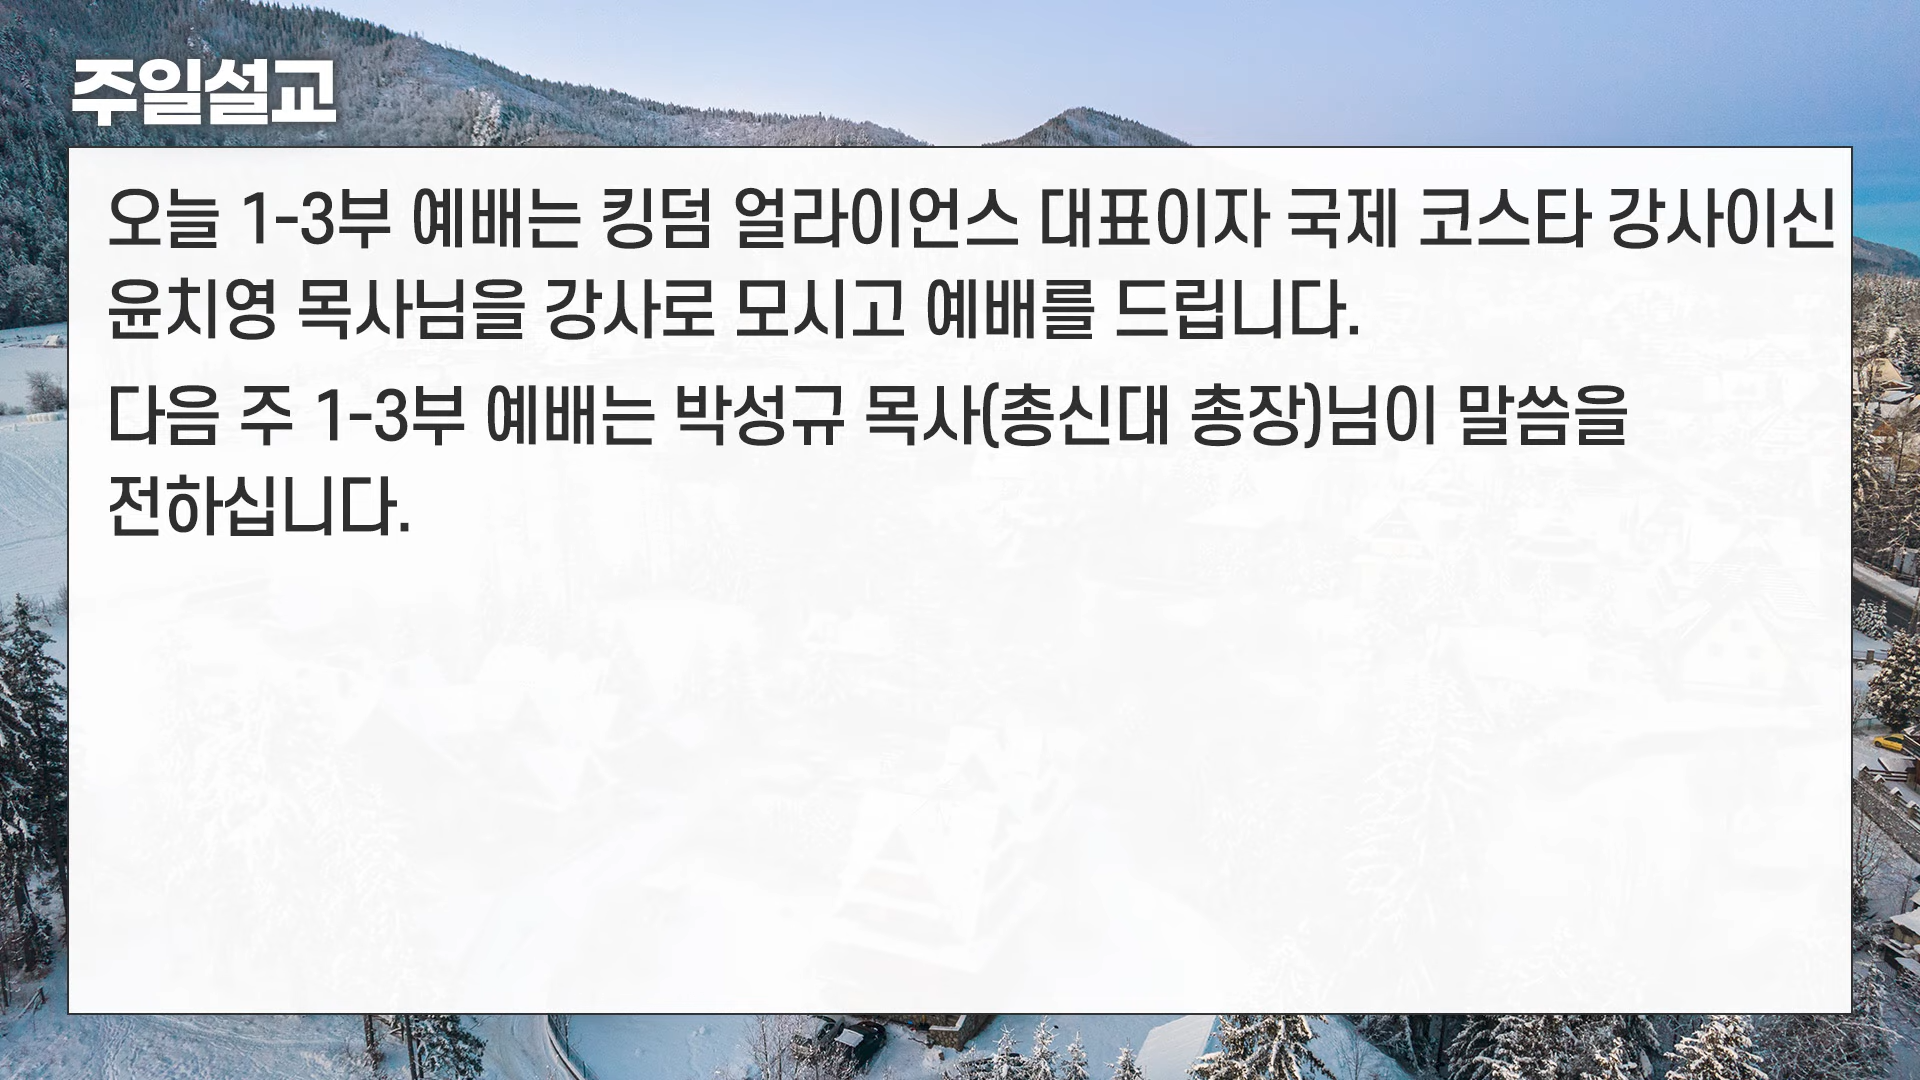 주일설교
오늘 1-3부 예배는 킹덤 얼라이언스 대표이자 국제 코스타 강사이신
윤치영 목사님을 강사로 모시고 예배를 드립니다.
다음 주 1-3부 예배는 박성규 목사(총신대 총장)님이 말씀을
전하십니다.